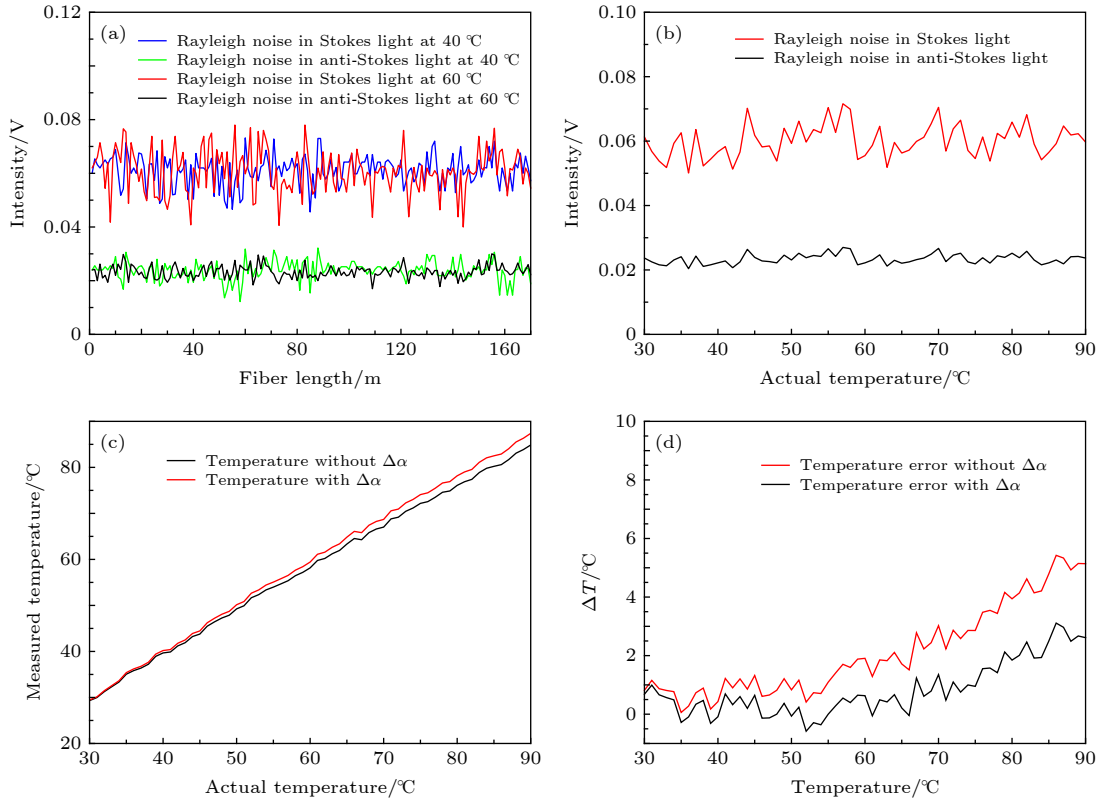 (a)
Rayleigh noise in Stokes light at 40 ℃
Rayleigh noise in anti-Stokes light at 40 ℃
Rayleigh noise in Stokes light at 60 ℃
Rayleigh noise in anti-Stokes light at 60 ℃
0.12
0.08
0.04
0
Intensity/V
0
40
80
120
160
Fiber length/m
(b)
Rayleigh noise in Stokes light
Rayleigh noise in anti-Stokes light
0.10
0.08
0.06
0.04
0.02
0
Intensity/V
30
40
50
60
70
80
90
Actual temperature/℃
(c)
Temperature without Δα
Temperature with Δα
80
60
40
20
Measured temperature/℃
30
40
50
60
70
80
90
Actual temperature/℃
(d)
Temperature error without Δα
Temperature error with Δα
10
8
6
4
2
0
ΔT/℃
30
40
50
60
70
80
90
Temperature/℃